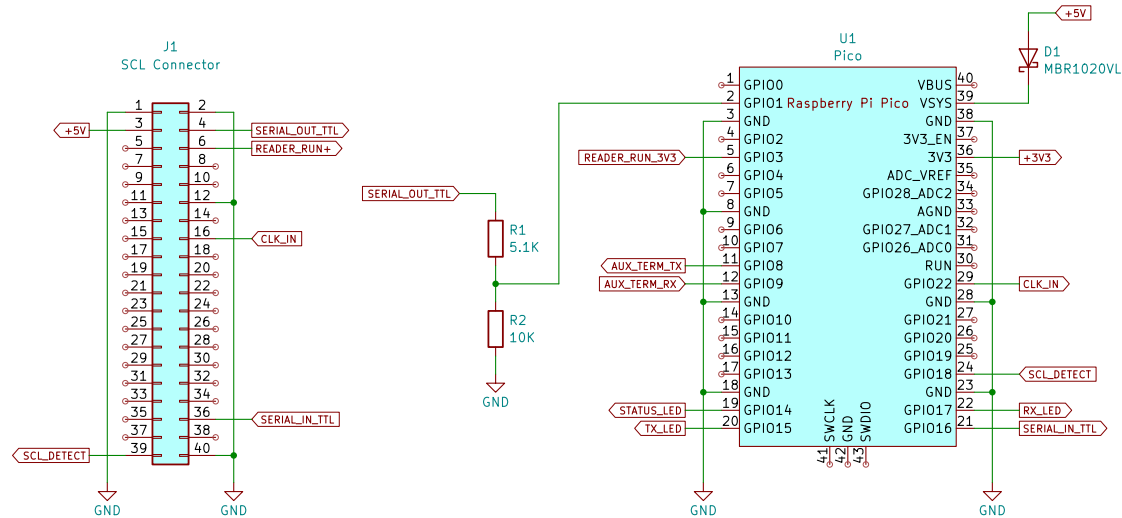 +5V
J1
SCL Connector
U1
Pico
D1
MBR1020VL
1 2
+5V 3 4 SERIAL_OUT_TTL
5 6 READER_RUN+
7 8
9 10
11 12
13 14
15 16 CLK_IN
17 18
19 20
21 22
23 24
25 26
27 28
29 30
31 32
33 34
35 36 SERIAL_IN_TTL
37 38
SCL_DETECT 39 40
GND GND
SERIAL_OUT_TTL
R1
5.1K
R2
10K
GND
Raspberry Pi Pico
1 GPIO0 VBUS 40
2 GPIO1 VSYS 39
3 GND GND 38
4 GPIO2 3V3_EN 37
READER_RUN_3V3 5 GPIO3 3V3 36 +3V3
6 GPIO4 ADC_VREF 35
7 GPIO5 GPIO28_ADC2 34
8 GND AGND 33
9 GPIO6 GPIO27_ADC1 32
10 GPIO7 GPIO26_ADC0 31
AUX_TERM_TX 11 GPIO8 RUN 30
AUX_TERM_RX 12 GPIO9 GPIO22 29 CLK_IN
13 GND GND 28
14 GPIO10 GPIO21 27
15 GPIO11 GPIO20 26
16 GPIO12 GPIO19 25
17 GPIO13 GPIO18 24 SCL_DETECT
18 GND GND 23
STATUS_LED 19 GPIO14 GPIO17 22 RX_LED
TX_LED 20 GPIO15 GPIO16 21 SERIAL_IN_TTL
SWCLK GND SWDIO
41 42 43
GND GND